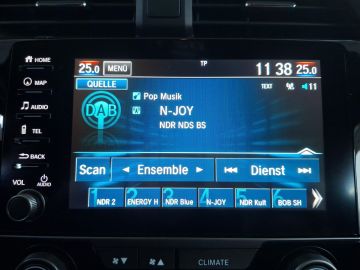 HOME
MAP
AUDIO
TEL
BACK
VOL
AUDIO
25.0 MENÜ TP 11 38 25.0
QUELLE TEXT 11
DAB
Pop Musik
N-JOY
NDR NDS BS
Scan Ensemble Dienst
1 NDR 2
2 ENERGY H
3 NDR Blue
4 N-JOY
5 NDR Kult
6 BOB SH
CLIMATE